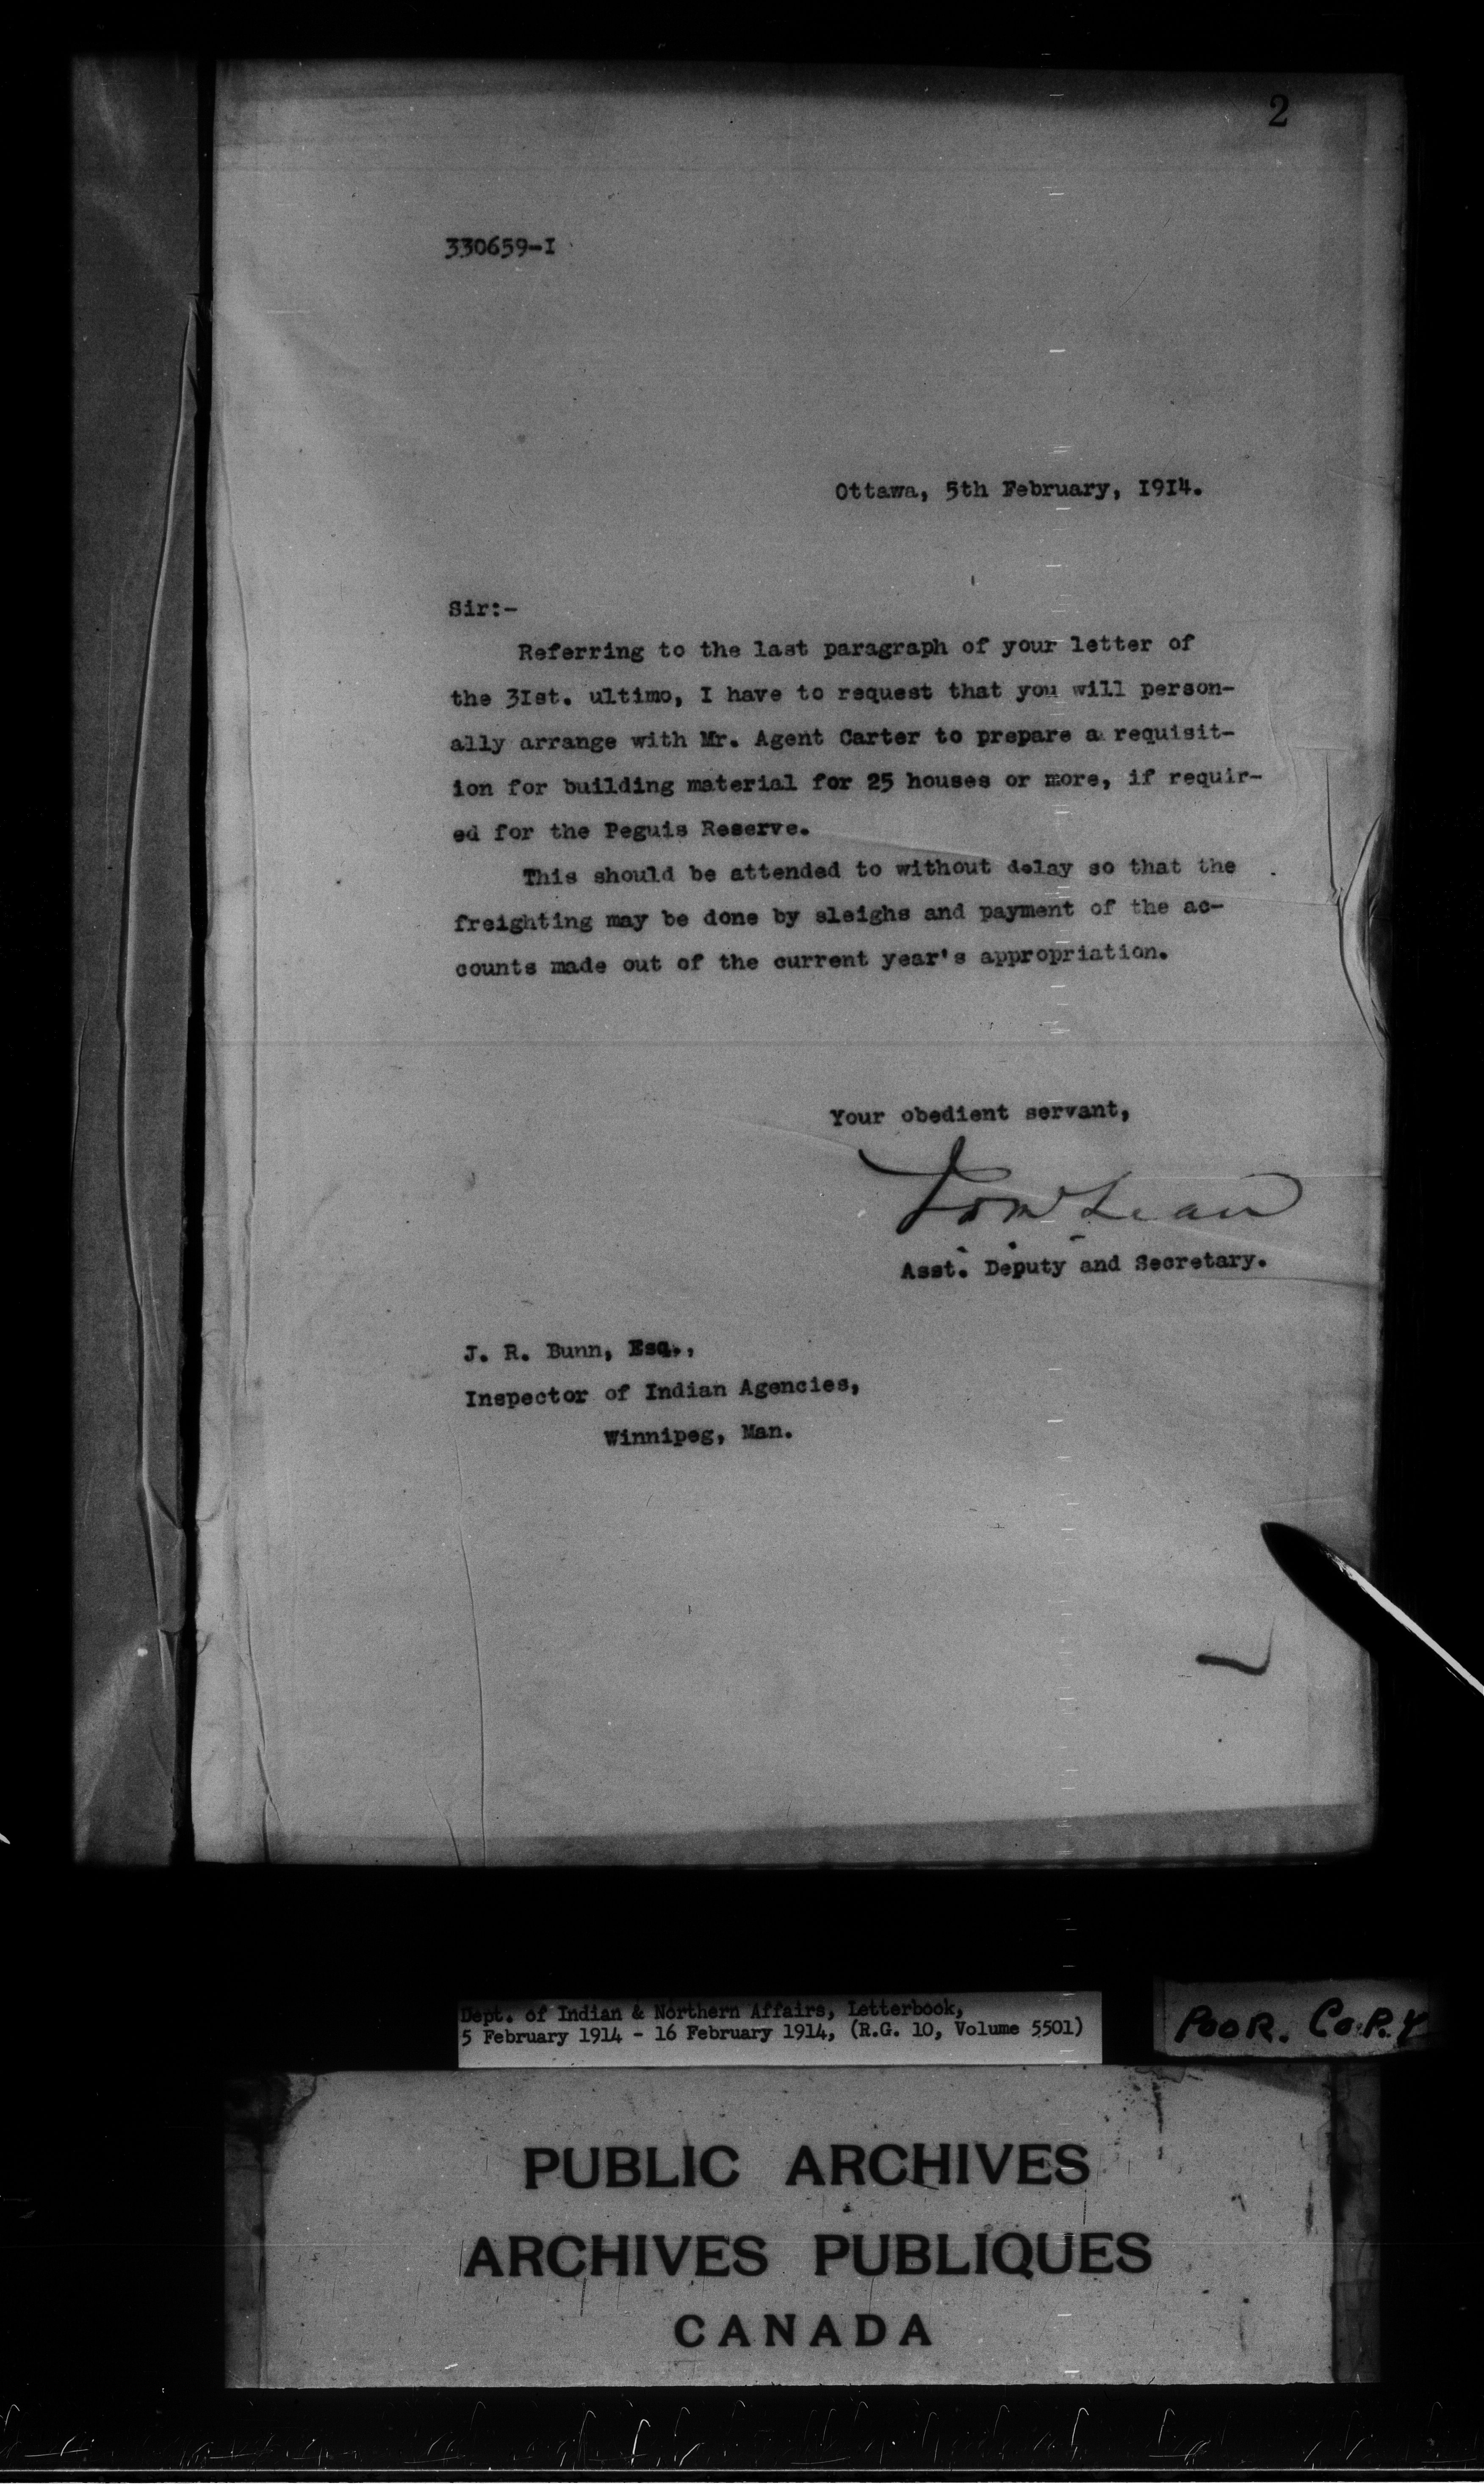 2
330659-I
Ottawa, 5th February, 1914.
Sir:-
Referring to the last paragraph of your letter of
the 31st. ultimo, I have to request that you will person-
ally arrange with Mr. Agent Carter to prepare a requisit-
ion for building material for 25 houses or more, if requir-
ed for the Peguis Reserve.
This should be attended to without delay so that the
freighting may be done by sleighs and payment of the ac-
counts made out of the current year's appropriation.
Your obedient servant,
Asst. Deputy and Secretary.
J. R. Bunn, Esq.,
Inspector of Indian Agencies,
Winnipeg, Man.
Dept. of Indian & Northern Affairs, Letterbook,
5 February 1914 - 16 February 1914, (R.G. 10, Volume 5501)
POOR. COPY
PUBLIC ARCHIVES
ARCHIVES PUBLIQUES
CANADA